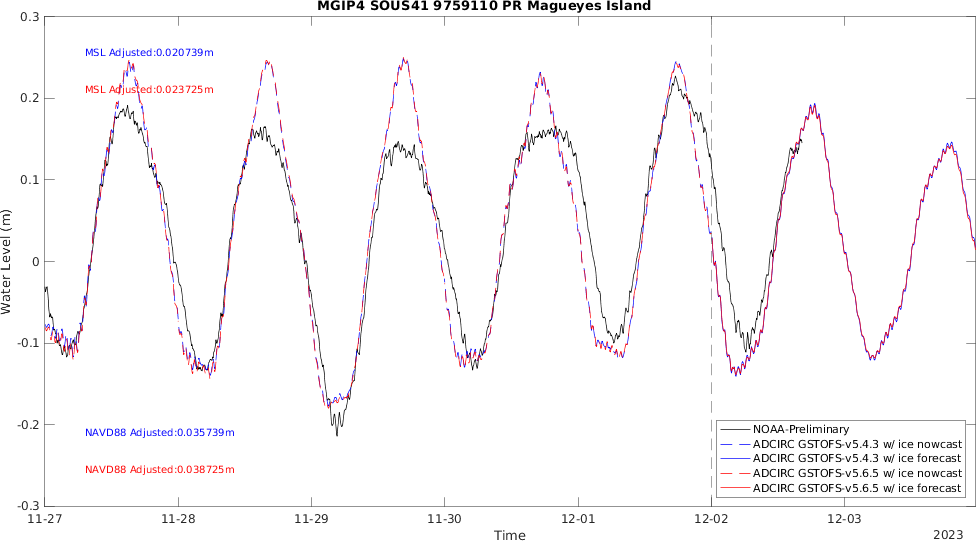 MGIP4 SOUS41 9759110 PR Magueyes Island
0.3
0.2
0.1
0
-0.1
-0.2
-0.3
Water Level (m)
MSL Adjusted:0.020739m
MSL Adjusted:0.023725m
NAVD88 Adjusted:0.035739m
NAVD88 Adjusted:0.038725m
NOAA-Preliminary
ADCIRC GSTOFS-v5.4.3 w/ ice nowcast
ADCIRC GSTOFS-v5.4.3 w/ ice forecast
ADCIRC GSTOFS-v5.6.5 w/ ice nowcast
ADCIRC GSTOFS-v5.6.5 w/ ice forecast
11-27 11-28 11-29 11-30 12-01 12-02 12-03
Time
2023